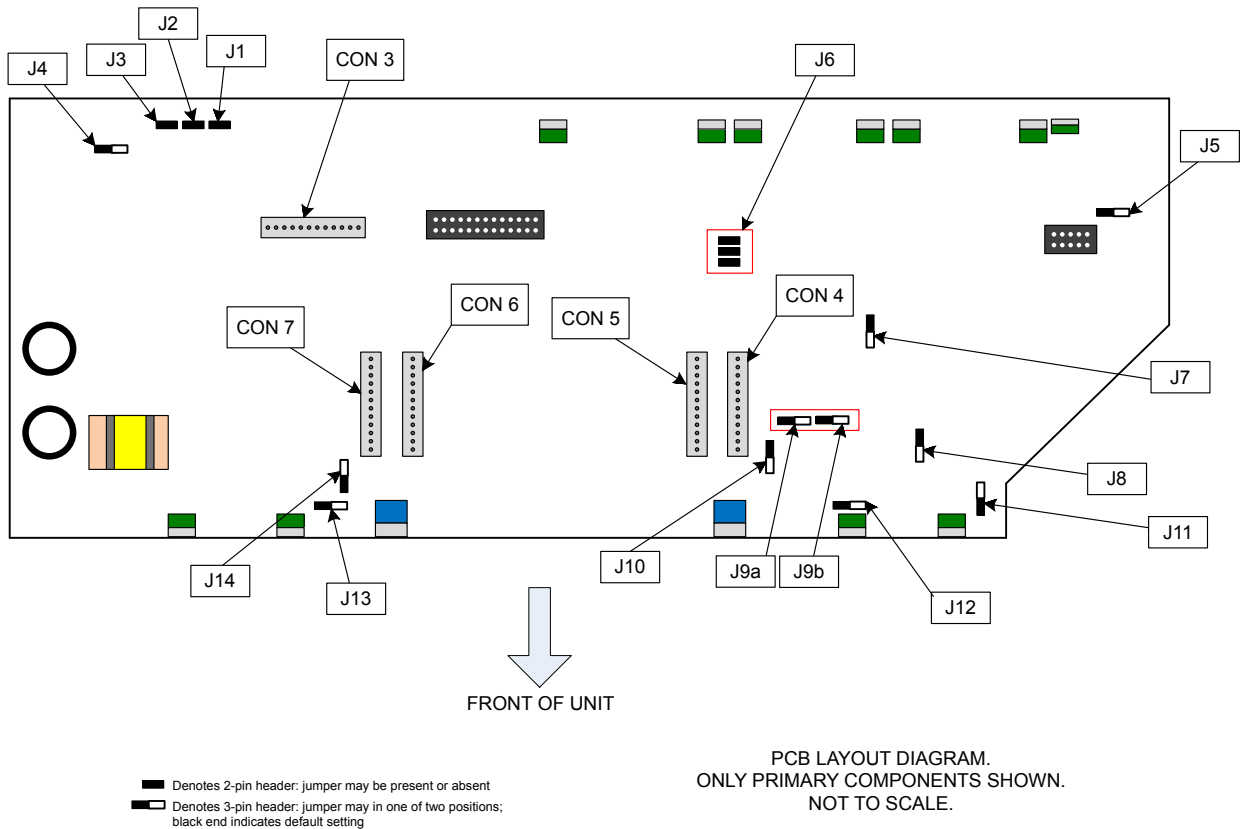 J2
J3
J1
J4
CON 3
J6
J5
CON 7
CON 6
CON 5
CON 4
J7
J8
J14
J13
J10
J9a
J9b
J12
J11
FRONT OF UNIT
PCB LAYOUT DIAGRAM.
ONLY PRIMARY COMPONENTS SHOWN.
NOT TO SCALE.
Denotes 2-pin header: jumper may be present or absent
Denotes 3-pin header: jumper may in one of two positions;
black end indicates default setting